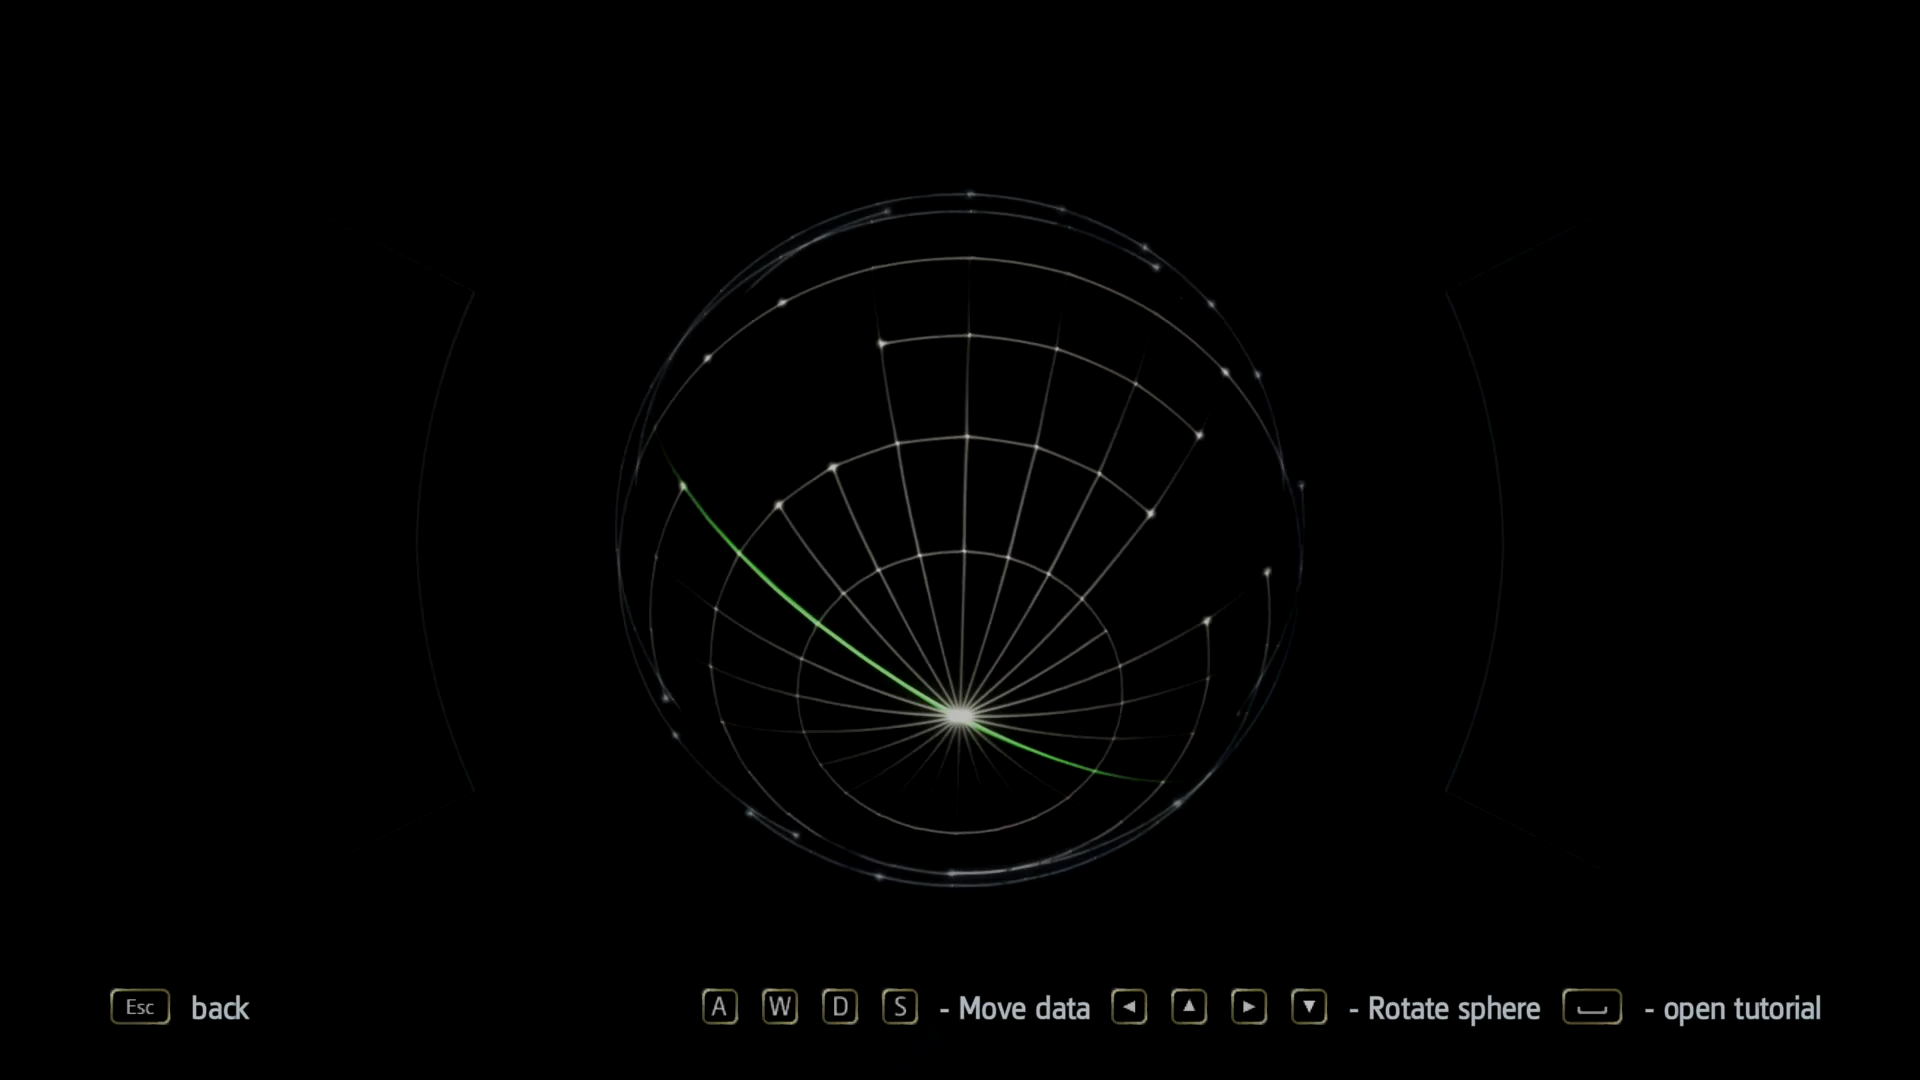 Esc back A W D S - Move data ◄ ▲ ► ▼ - Rotate sphere - open tutorial